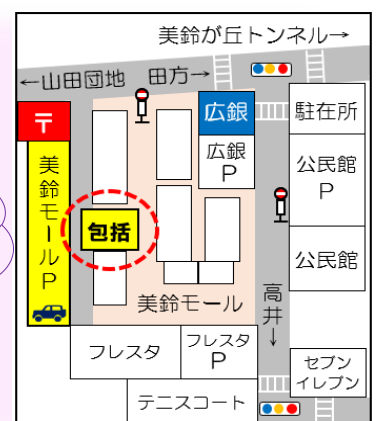 美鈴が丘トンネル→
←山田団地　田方→
〒
広銀
駐在所
広銀
P
公民館
P
美鈴モールP
包括
公民館
美鈴モール
高井↓
フレスタ
フレスタ
P
セブン
イレブン
テニスコート